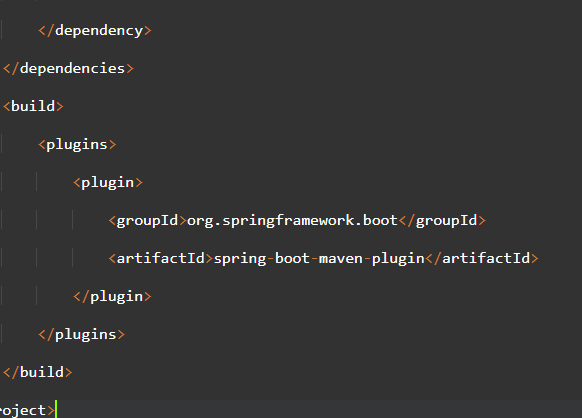 </dependency>
</dependencies>
<build>
<plugins>
<plugin>
<groupId>org.springframework.boot</groupId>
<artifactId>spring-boot-maven-plugin</artifactId>
</plugin>
</plugins>
</build>
roject>